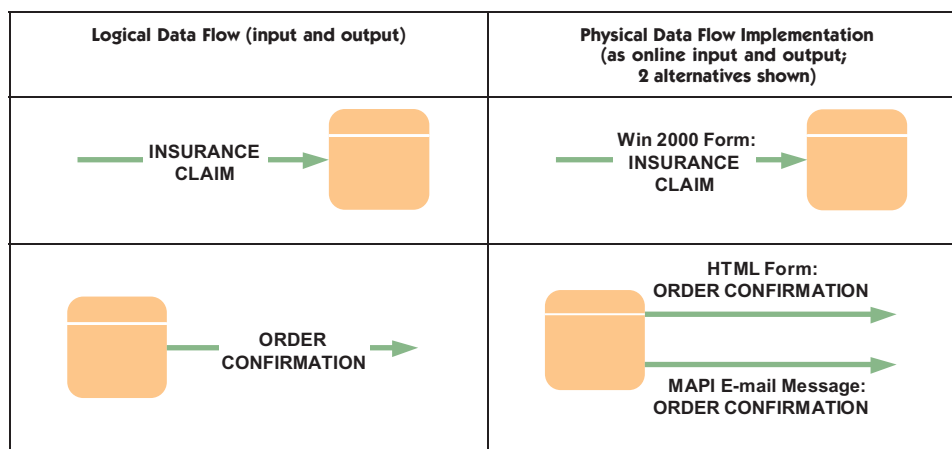 Logical Data Flow (input and output)
Physical Data Flow Implementation
(as online input and output;
2 alternatives shown)
INSURANCE
CLAIM
Win 2000 Form:
INSURANCE
CLAIM
ORDER
CONFIRMATION
HTML Form:
ORDER CONFIRMATION
MAPI E-mail Message:
ORDER CONFIRMATION